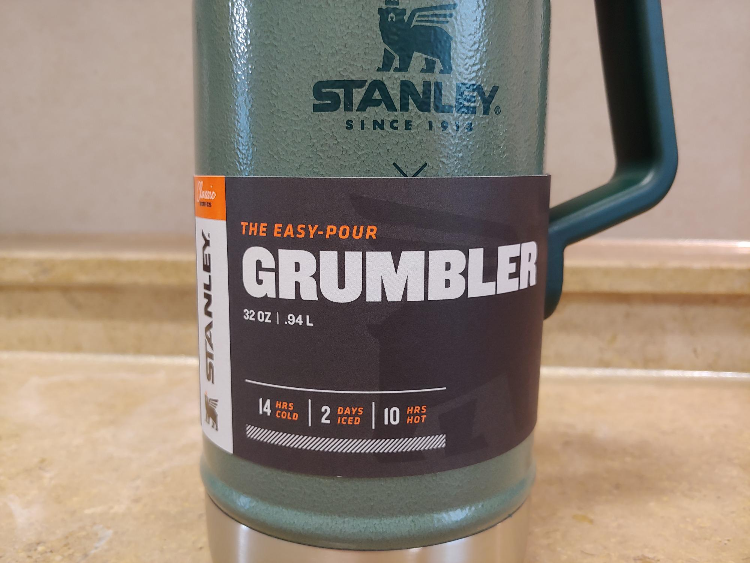 STANLEY®
SINCE 1913
Classic
STANLEY
THE EASY-POUR
GRUMBLER
32 OZ | .94 L
14 HRS COLD | 2 DAYS ICED | 10 HRS HOT